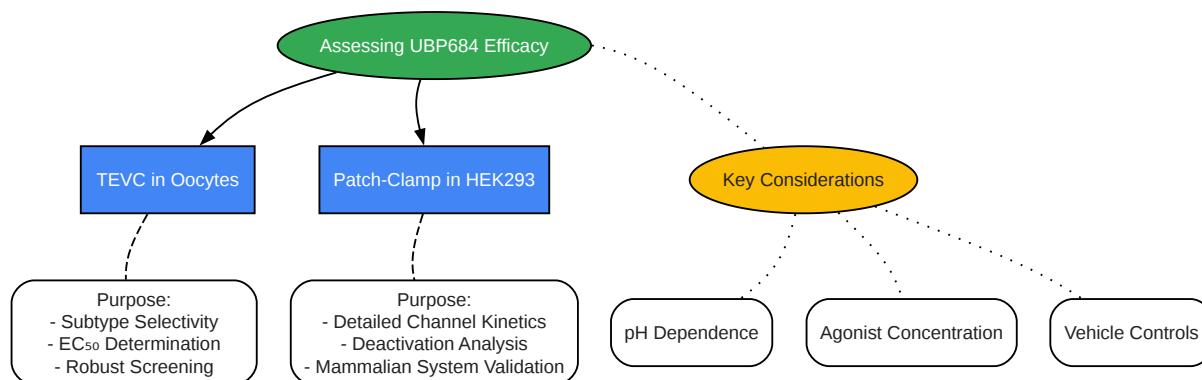 Assessing UBP684 Efficacy
TEVC in Oocytes
Patch-Clamp in HEK293
Key Considerations
Purpose:
- Subtype Selectivity
- EC₅₀ Determination
- Robust Screening
Purpose:
- Detailed Channel Kinetics
- Deactivation Analysis
- Mammalian System Validation
pH Dependence
Agonist Concentration
Vehicle Controls